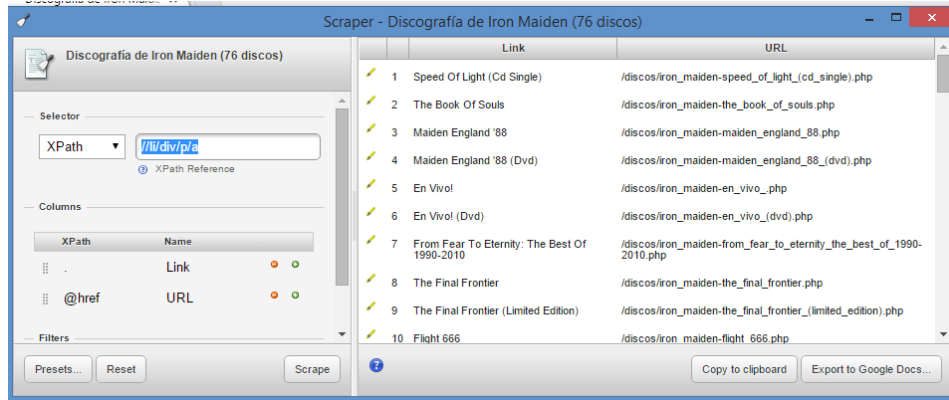 Scraper - Discografía de Iron Maiden (76 discos)
Discografía de Iron Maiden (76 discos)
Selector
XPath
//li/div/p/a
XPath Reference
Columns
XPath Name
. Link
@href URL
Filters
Presets... Reset Scrape
Link URL
1 Speed Of Light (Cd Single) /discos/iron_maiden-speed_of_light_(cd_single).php
2 The Book Of Souls /discos/iron_maiden-the_book_of_souls.php
3 Maiden England '88 /discos/iron_maiden-maiden_england_88.php
4 Maiden England '88 (Dvd) /discos/iron_maiden-maiden_england_88_(dvd).php
5 En Vivo! /discos/iron_maiden-en_vivo_.php
6 En Vivo! (Dvd) /discos/iron_maiden-en_vivo_(dvd).php
7 From Fear To Eternity: The Best Of /discos/iron_maiden-from_fear_to_eternity_the_best_of_1990-
1990-2010 2010.php
8 The Final Frontier /discos/iron_maiden-the_final_frontier.php
9 The Final Frontier (Limited Edition) /discos/iron_maiden-the_final_frontier_(limited_edition).php
10 Flight 666 /discos/iron_maiden-flight_666.php
Copy to clipboard Export to Google Docs...